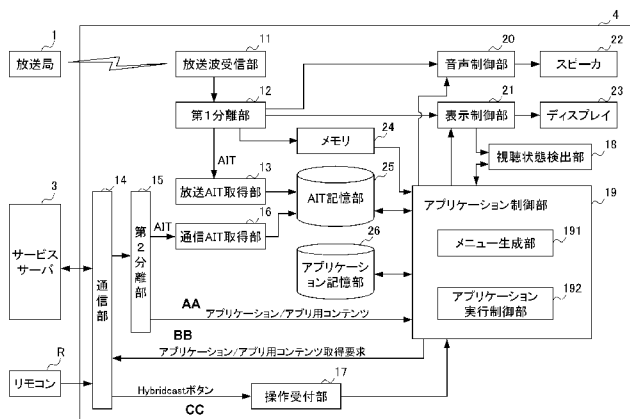 4
1
放送局
11
放送波受信部
20
音声制御部
22
スピーカ
12
第1分離部
21
表示制御部
23
ディスプレイ
AIT
24
メモリ
18
視聴状態検出部
13
放送AIT取得部
25
AIT記憶部
3
サービス
サーバ
14
通信部
15
第2分離部
AIT
16
通信AIT取得部
19
アプリケーション制御部
191
メニュー生成部
26
アプリケー
ション記憶部
192
アプリケーション
実行制御部
AA
アプリケーション/アプリ用コンテンツ
BB
アプリケーション/アプリ用コンテンツ取得要求
R
リモコン
Hybridcastボタン
CC
17
操作受付部